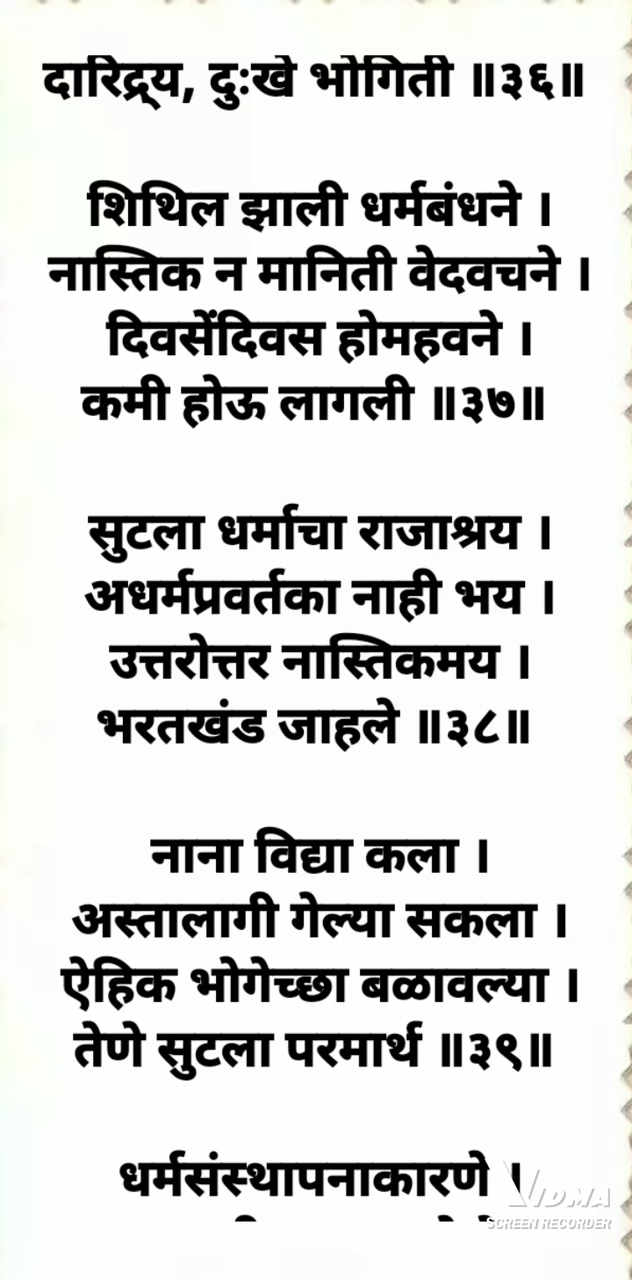 दारिद्र्य, दुःखे भोगिती ॥३६॥
शिथिल झाली धर्मबंधने ।
नास्तिक न मानिती वेदवचने ।
दिवसेंदिवस होमहवने ।
कमी होऊ लागली ॥३७॥
सुटला धर्माचा राजाश्रय ।
अधर्मप्रवर्तका नाही भय ।
उत्तरोत्तर नास्तिकमय ।
भरतखंड जाहले ॥३८॥
नाना विद्या कला ।
अस्तालागी गेल्या सकला ।
ऐहिक भोगेच्छा बळावल्या ।
तेणे सुटला परमार्थ ॥३९॥
धर्मसंस्थापनाकारणे ।
VIDMA
SCREEN RECORDER